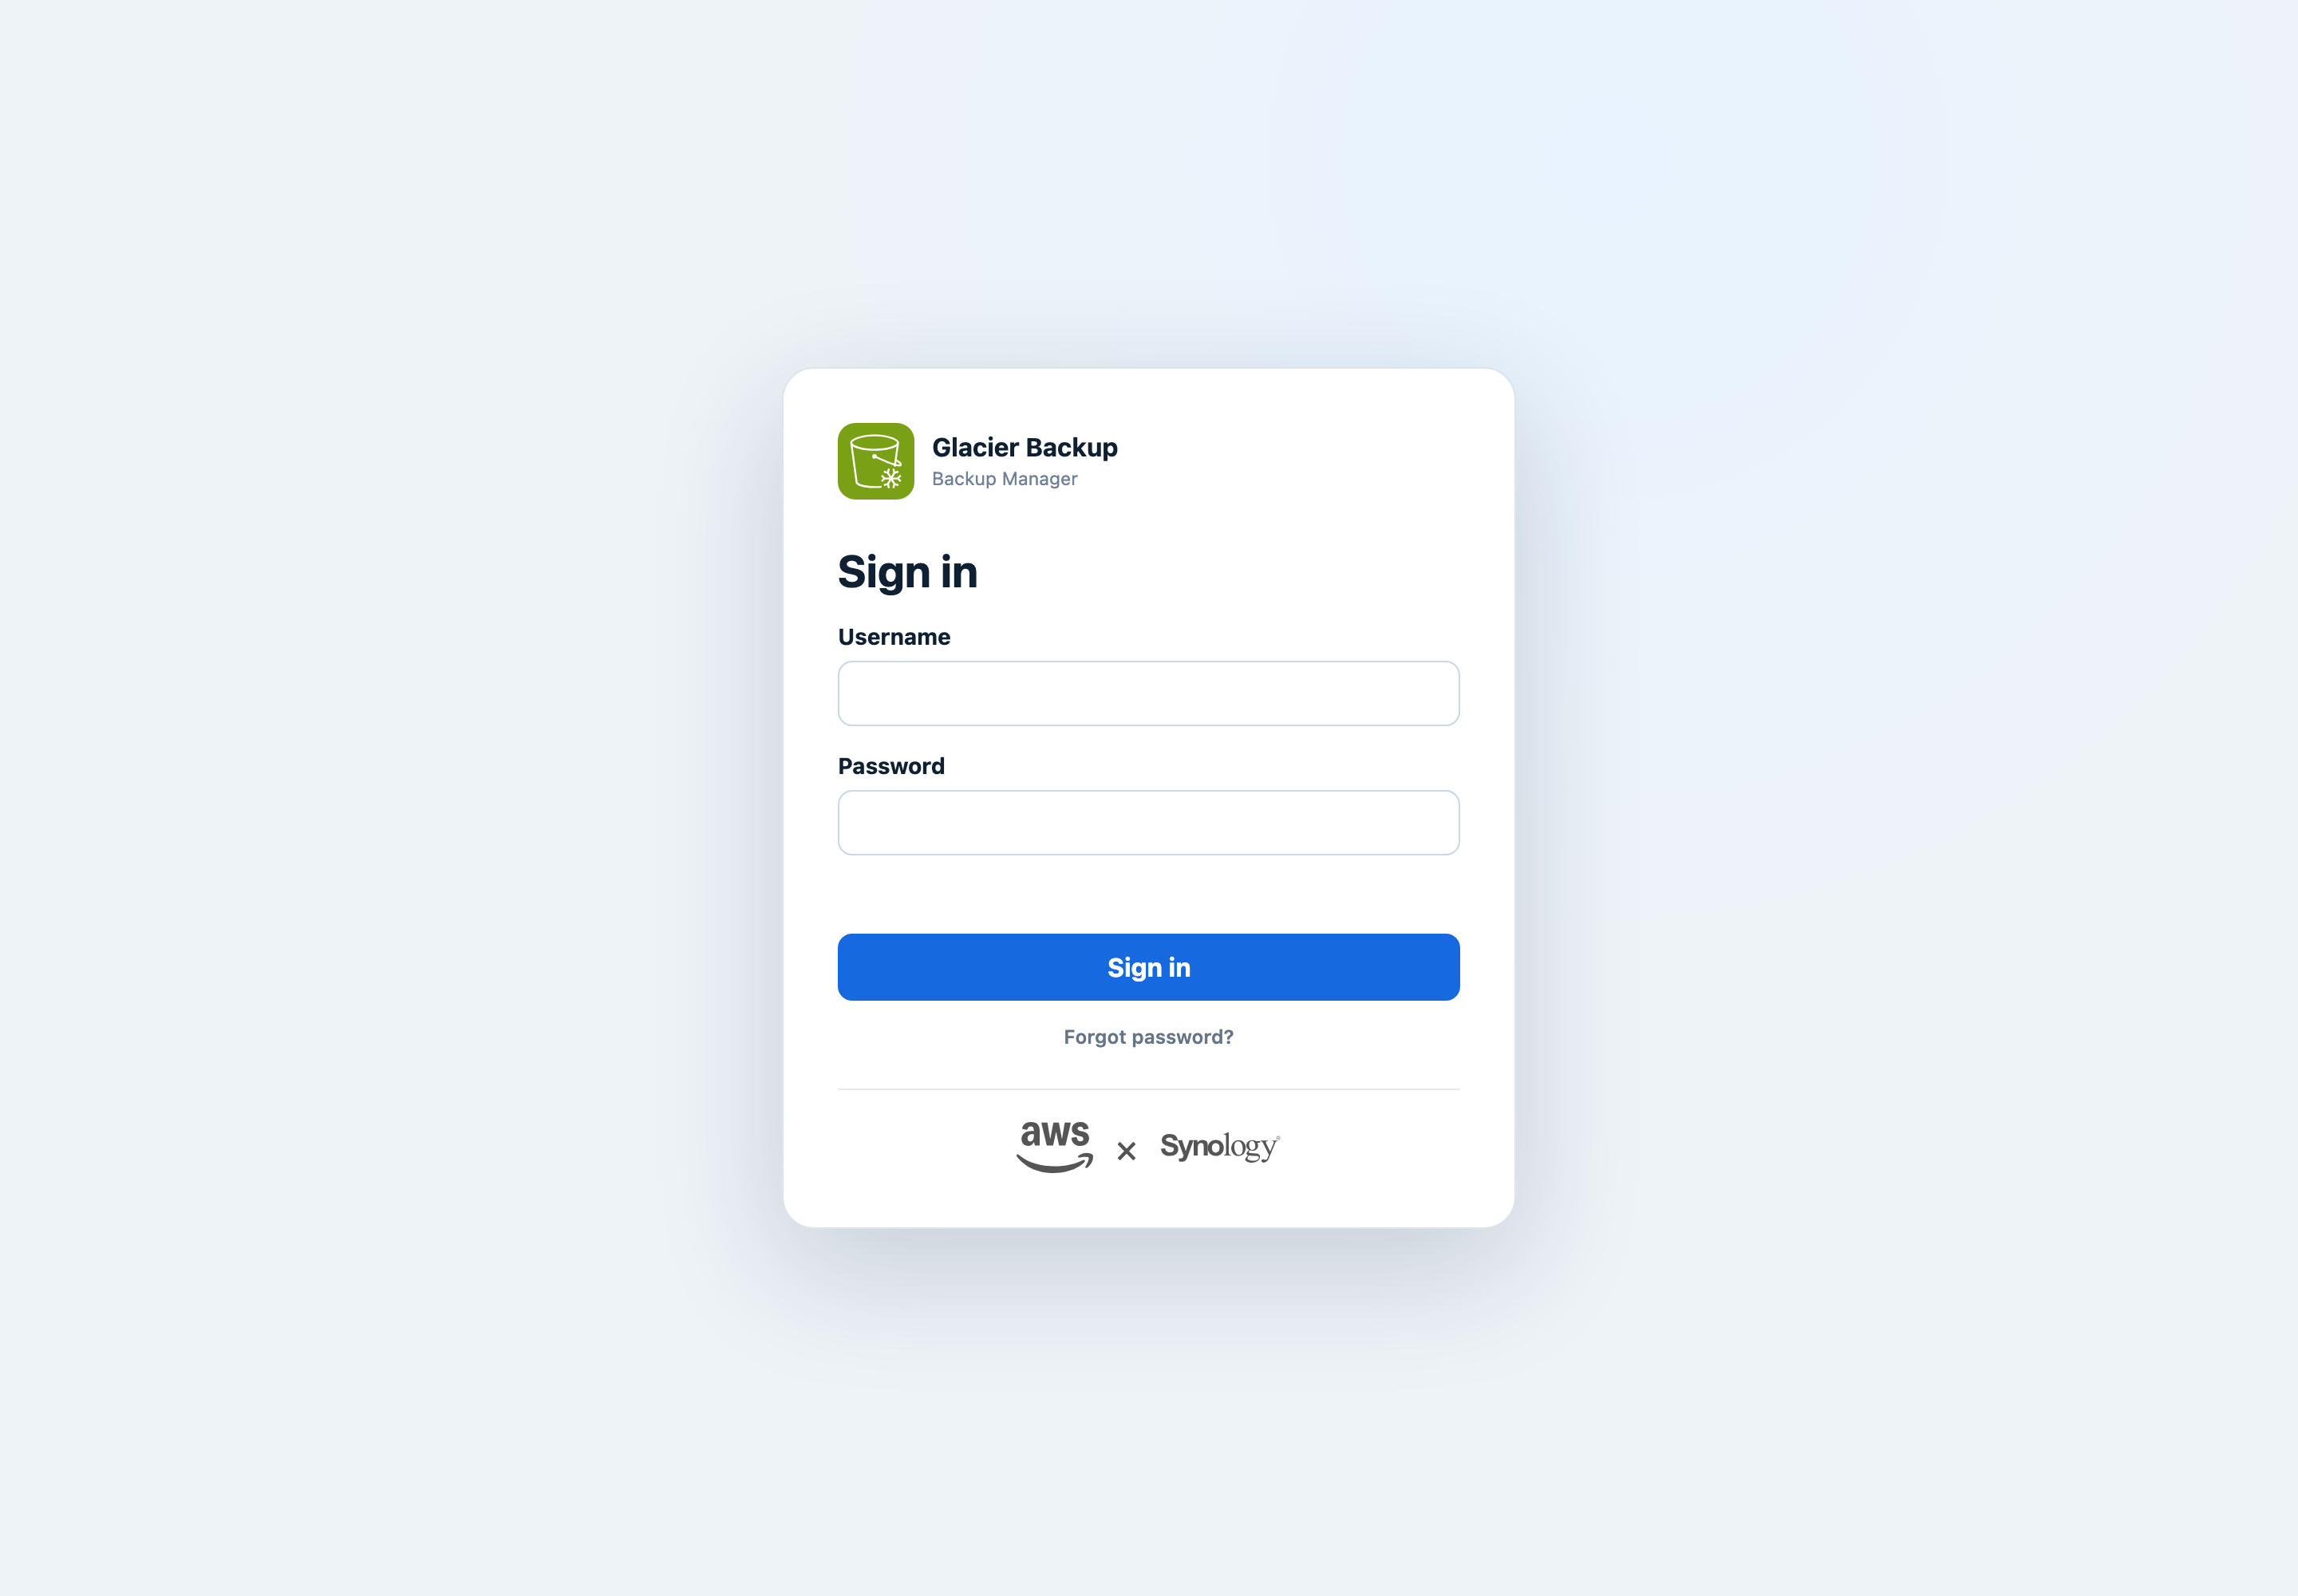 Glacier Backup
Backup Manager
Sign in
Username
Password
Sign in
Forgot password?
aws × Synology®